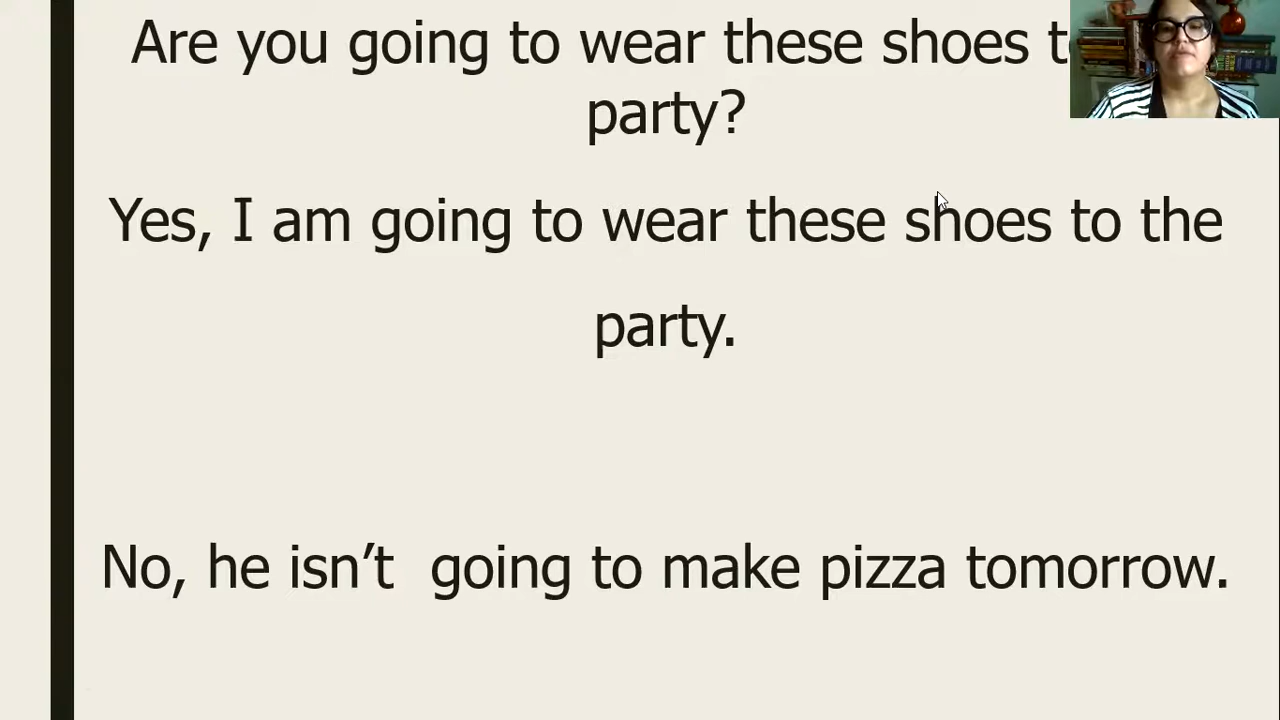 Are you going to wear these shoes
party?
Yes, I am going to wear these shoes to the
party.
No, he isn’t  going to make pizza tomorrow.